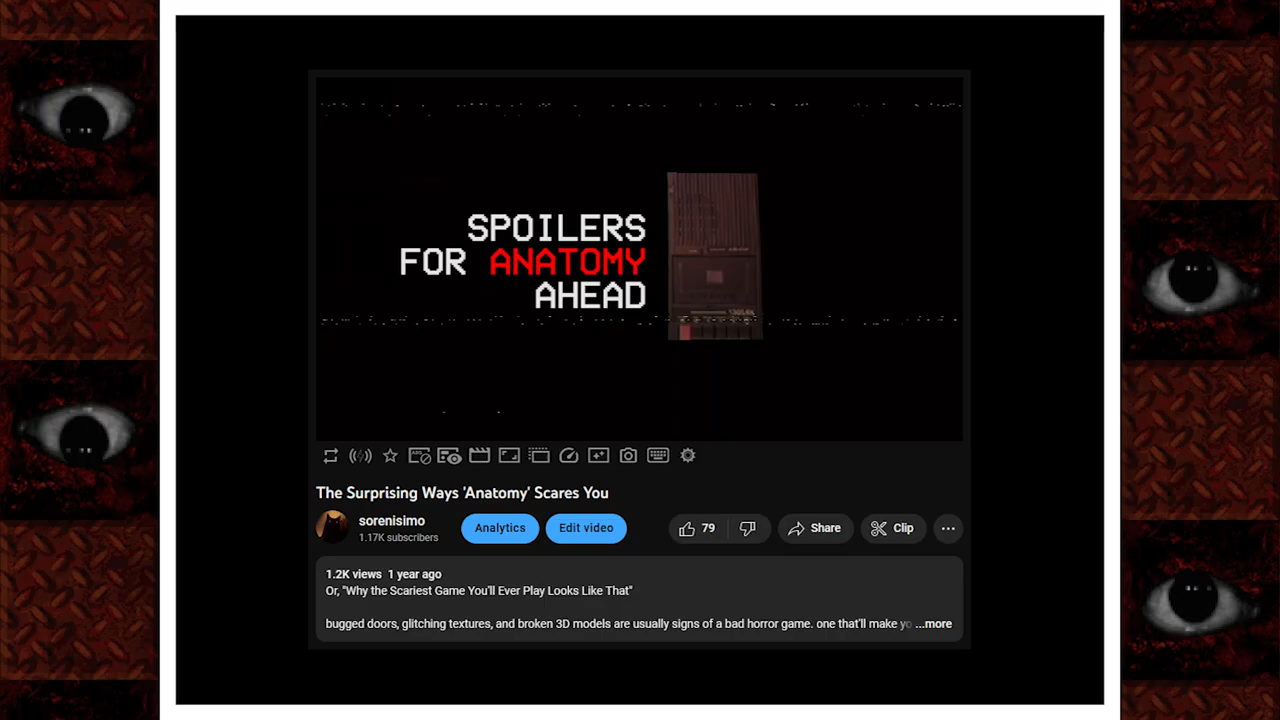 SPOILERS
FOR ANATOMY
AHEAD
The Surprising Ways 'Anatomy' Scares You
sorenisimo
1.17K subscribers
Analytics
Edit video
79
Share
Clip
1.2K views 1 year ago
Or, "Why the Scariest Game You'll Ever Play Looks Like That"
bugged doors, glitching textures, and broken 3D models are usually signs of a bad horror game. one that'll make yo ...more